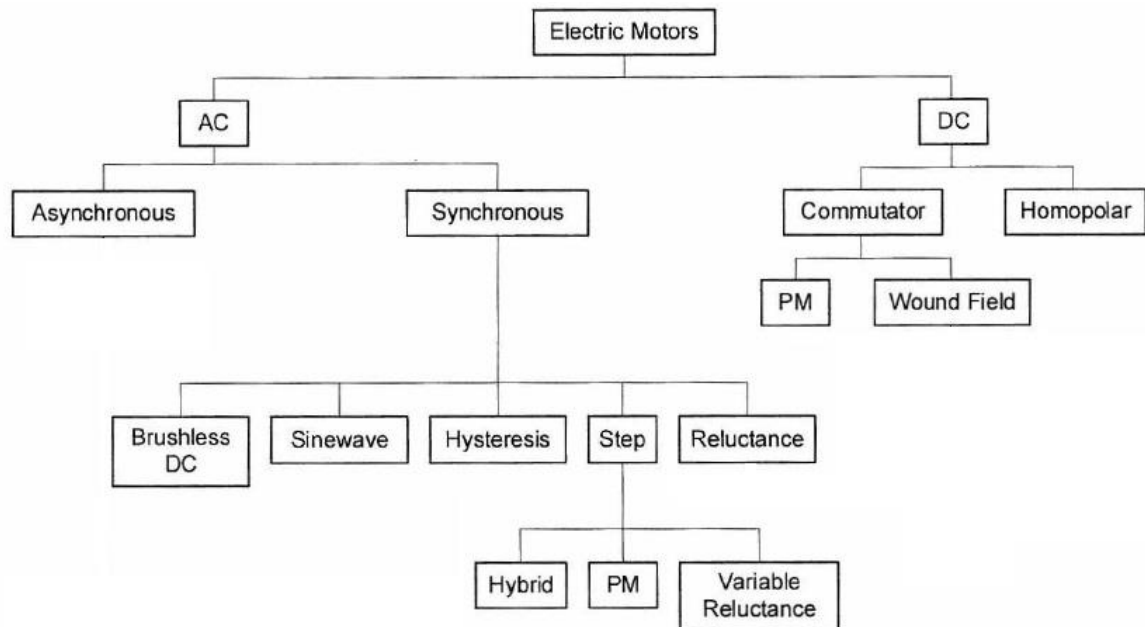 Electric Motors
AC
DC
Asynchronous
Synchronous
Commutator
Homopolar
PM
Wound Field
Brushless
DC
Sinewave
Hysteresis
Step
Reluctance
Hybrid
PM
Variable
Reluctance